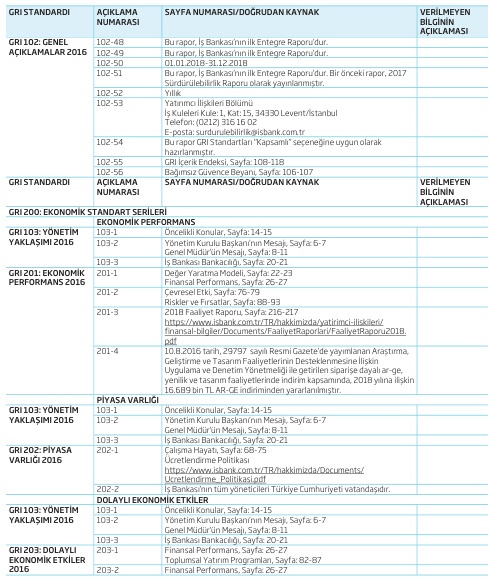 GRI STANDARDI AÇIKLAMA NUMARASI SAYFA NUMARASI/DOĞRUDAN KAYNAK VERİLMEYEN BİLGİNİN AÇIKLAMASI
GRI 102: GENEL AÇIKLAMALAR 2016
102-48 Bu rapor, İş Bankası'nın ilk Entegre Raporu'dur.
102-49 Bu rapor, İş Bankası'nın ilk Entegre Raporu'dur.
102-50 01.01.2018-31.12.2018
102-51 Bu rapor, İş Bankası'nın ilk Entegre Raporu'dur. Bir önceki rapor, 2017
Sürdürülebilirlik Raporu olarak yayınlanmıştır.
102-52 Yıllık
102-53 Yatırımcı İlişkileri Bölümü
İş Kuleleri Kule: 1, Kat: 15, 34330 Levent/İstanbul
Telefon: (0212) 316 16 02
E-posta: surdurulebilirlik@isbank.com.tr
102-54 Bu rapor GRI Standartları "Kapsamlı" seçeneğine uygun olarak
hazırlanmıştır.
102-55 GRI İçerik Endeksi, Sayfa: 108-118
102-56 Bağımsız Güvence Beyanı, Sayfa: 106-107
GRI STANDARDI AÇIKLAMA NUMARASI SAYFA NUMARASI/DOĞRUDAN KAYNAK VERİLMEYEN BİLGİNİN AÇIKLAMASI
GRI 200: EKONOMİK STANDART SERİLERİ
EKONOMİK PERFORMANS
GRI 103: YÖNETİM YAKLAŞIMI 2016
103-1 Öncelikli Konular, Sayfa: 14-15
103-2 Yönetim Kurulu Başkanı'nın Mesajı, Sayfa: 6-7
Genel Müdür'ün Mesajı, Sayfa: 8-11
103-3 İş Bankası Bankacılığı, Sayfa: 20-21
GRI 201: EKONOMİK PERFORMANS 2016
201-1 Değer Yaratma Modeli, Sayfa: 22-23
Finansal Performans, Sayfa: 26-27
201-2 Çevresel Etki, Sayfa: 76-79
Riskler ve Fırsatlar, Sayfa: 88-93
201-3 2018 Faaliyet Raporu, Sayfa: 216-217
https://www.isbank.com.tr/TR/hakkimizda/yatirimci-iliskileri/
finansal-bilgiler/Documents/FaaliyetRaporlari/FaaliyetRaporu2018.
pdf
201-4 10.8.2016 tarih, 29797 sayılı Resmi Gazete'de yayımlanan Araştırma,
Geliştirme ve Tasarım Faaliyetlerinin Desteklenmesine İlişkin
Uygulama ve Denetim Yönetmeliği ile getirilen siparişe dayalı ar-ge,
yenilik ve tasarım faaliyetlerinde indirim kapsamında, 2018 yılına ilişkin
16.689 bin TL AR-GE indiriminden yararlanılmıştır.
PİYASA VARLIĞI
GRI 103: YÖNETİM YAKLAŞIMI 2016
103-1 Öncelikli Konular, Sayfa: 14-15
103-2 Yönetim Kurulu Başkanı'nın Mesajı, Sayfa: 6-7
Genel Müdür'ün Mesajı, Sayfa: 8-11
103-3 İş Bankası Bankacılığı, Sayfa: 20-21
GRI 202: PİYASA VARLIĞI 2016
202-1 Çalışma Hayatı, Sayfa: 68-75
Ücretlendirme Politikası
https://www.isbank.com.tr/TR/hakkimizda/Documents/
Ucretlendirme_Politikasi.pdf
202-2 İş Bankası'nın tüm yöneticileri Türkiye Cumhuriyeti vatandaşıdır.
DOLAYLI EKONOMİK ETKİLER
GRI 103: YÖNETİM YAKLAŞIMI 2016
103-1 Öncelikli Konular, Sayfa: 14-15
103-2 Yönetim Kurulu Başkanı'nın Mesajı, Sayfa: 6-7
Genel Müdür'ün Mesajı, Sayfa: 8-11
103-3 İş Bankası Bankacılığı, Sayfa: 20-21
GRI 203: DOLAYLI EKONOMİK ETKİLER 2016
203-1 Finansal Performans, Sayfa: 26-27
Toplumsal Yatırım Programları, Sayfa: 82-87
203-2 Finansal Performans, Sayfa: 26-27